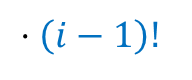 · (𝑖 − 1)!